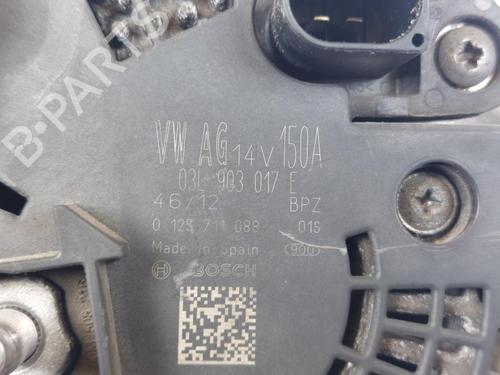 VW AG 14V 150A
03L 903 017 E
46/12 BPZ
0 125 711 088 01S
Made in Spain 900
BOSCH
B-PARTS